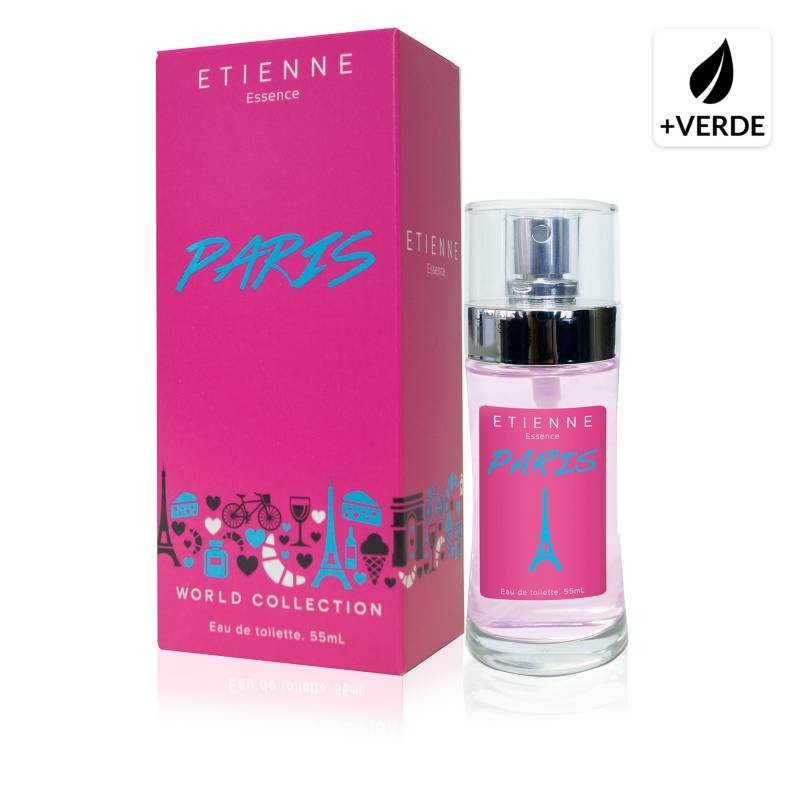 ETIENNE
Essence
PARIS
WORLD COLLECTION
Eau de toilette. 55mL
ETIENNE
Essence
ETIENNE
Essence
PARIS
Eau de toilette. 55mL
+VERDE